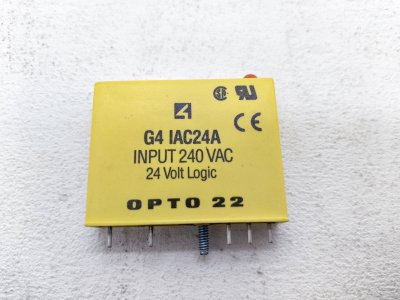 G4 IAC24A
INPUT 240 VAC
24 Volt Logic
OPTO 22